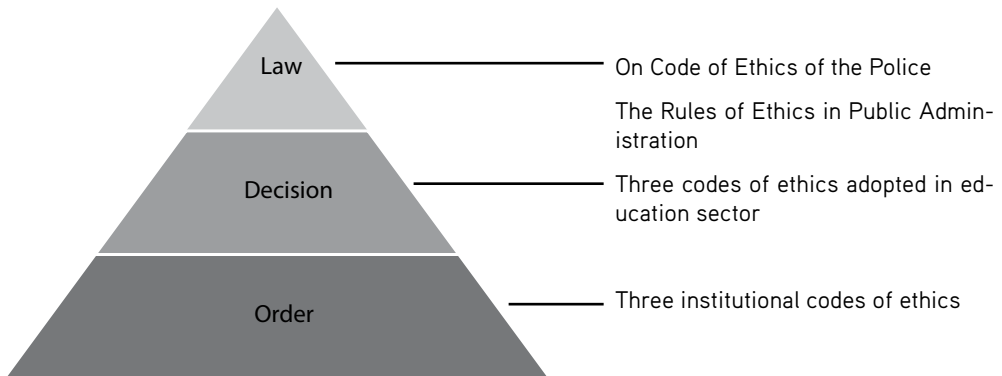 Law
On Code of Ethics of the Police
The Rules of Ethics in Public Admin-
istration
Decision
Three codes of ethics adopted in ed-
ucation sector
Order
Three institutional codes of ethics